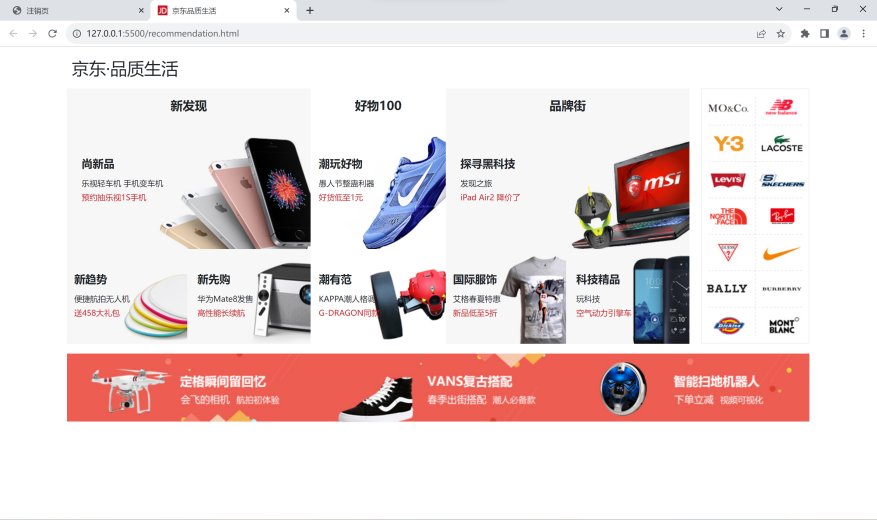 注销页
京东品质生活
127.0.0.1:5500/recommendation.html
京东·品质生活
新发现
好物100
品牌街
尚新品
乐视轻车机 手机变车机
预约抽乐视1S手机
潮玩好物
愚人节整蛊利器
好货低至1元
探寻黑科技
发现之旅
iPad Air2 降价了
msi
新趋势
便捷航拍无人机
送458大礼包
新先购
华为Mate8发售
高性能长续航
潮有范
KAPPA潮人格调
G-DRAGON同款
国际服饰
艾格春夏特惠
新品低至5折
科技精品
玩科技
空气动力引擎车
MO&Co.
new balance
Y-3
LACOSTE
Levi's
SKECHERS
THE NORTH FACE
Ray-Ban
GUESS
BALLY
BURBERRY
Dickies
MONT BLANC
定格瞬间留回忆
会飞的相机 航拍初体验
VANS复古搭配
春季出街搭配 潮人必备款
智能扫地机器人
下单立减 视频可视化